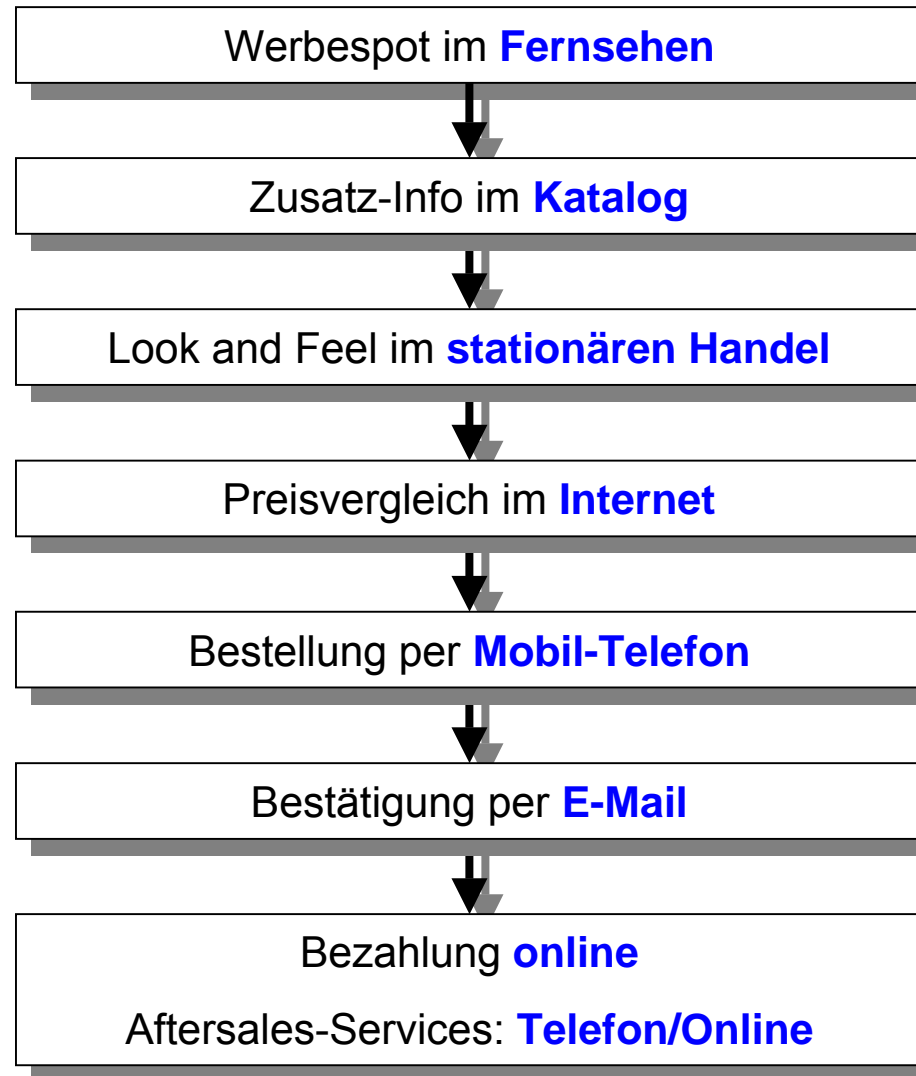 Werbespot im Fernsehen
Zusatz-Info im Katalog
Look and Feel im stationären Handel
Preisvergleich im Internet
Bestellung per Mobil-Telefon
Bestätigung per E-Mail
Bezahlung online
Aftersales-Services: Telefon/Online